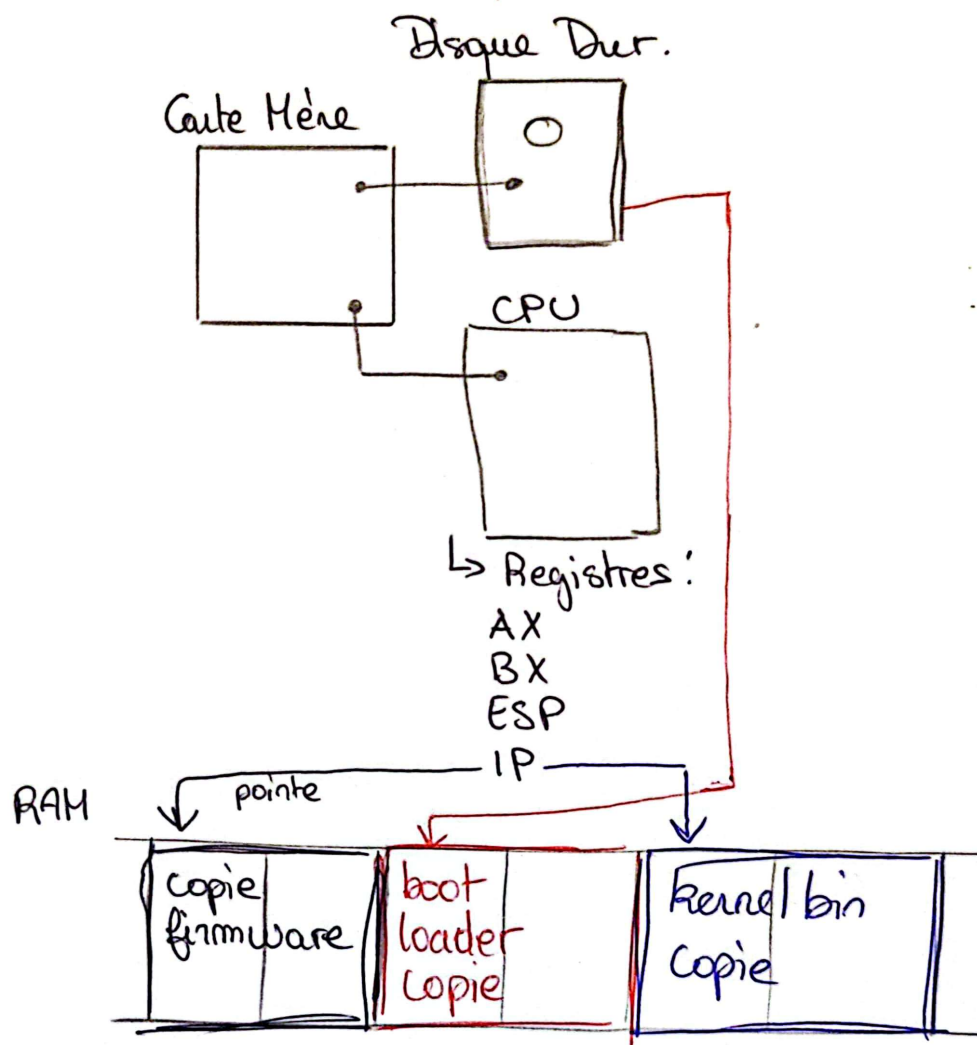 Disque Dur.
Carte Mère
CPU
↳ Registres :
AX
BX
ESP
IP
pointe
RAM
copie
firmware
boot
loader
copie
kernel bin
copie